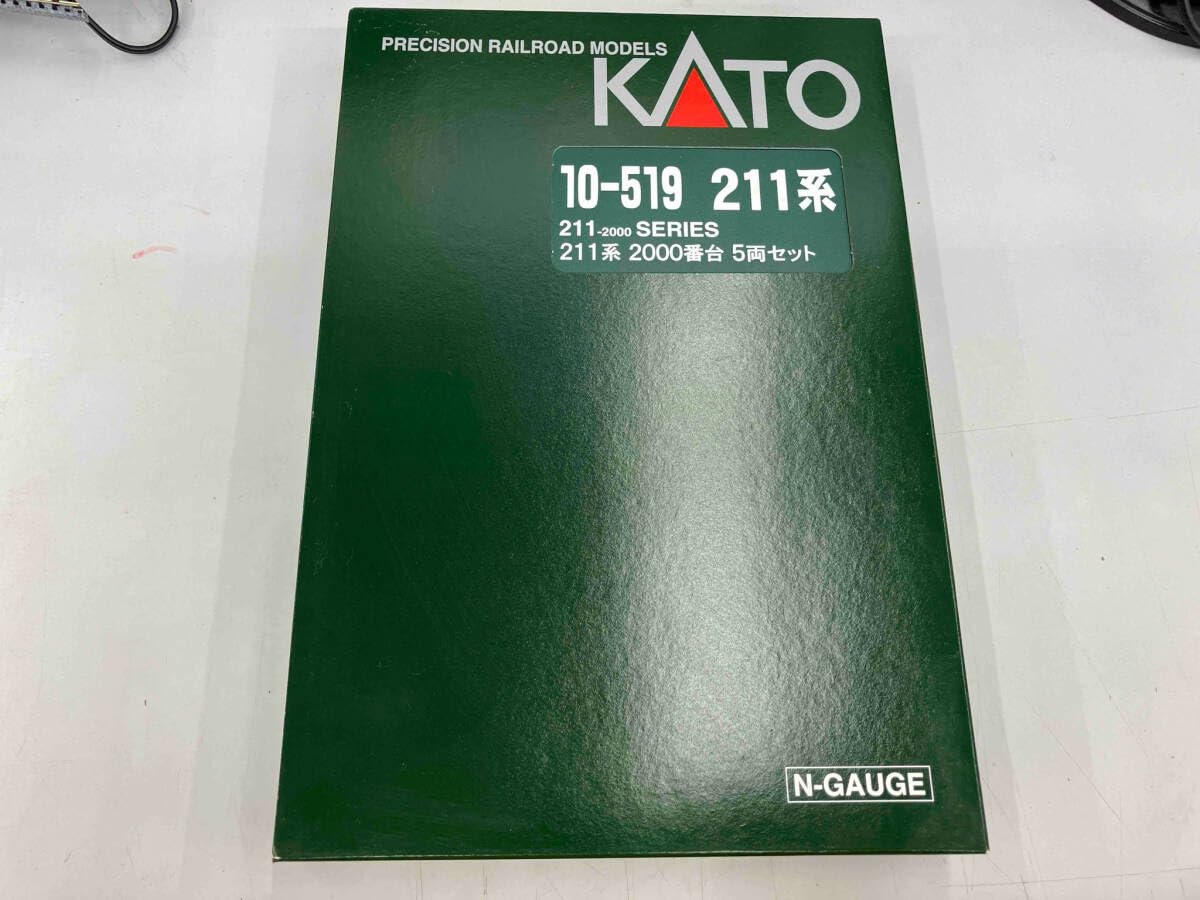 PRECISION RAILROAD MODELS
KATO
10-519 211系
211-2000 SERIES
211系 2000番台 5両セット
N-GAUGE